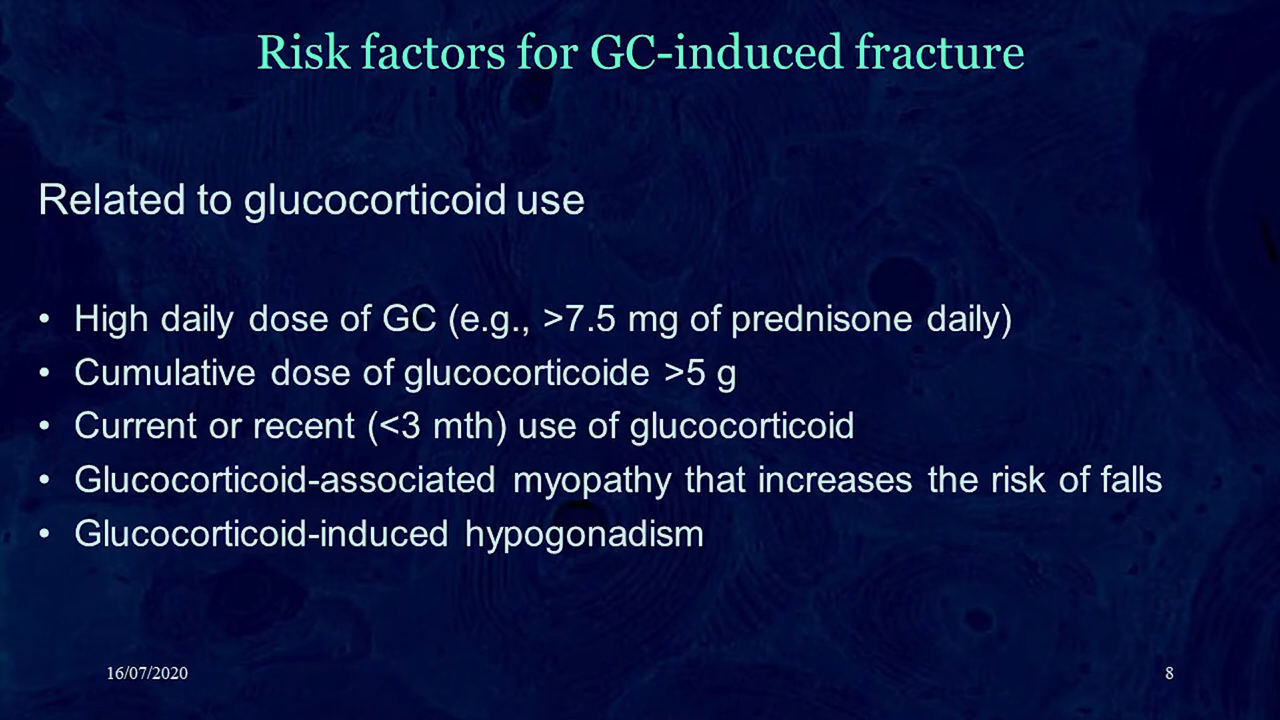 Risk factors for GC-induced fracture
Related to glucocorticoid use
• High daily dose of GC (e.g., >7.5 mg of prednisone daily)
• Cumulative dose of glucocorticoide >5 g
• Current or recent (<3 mth) use of glucocorticoid
• Glucocorticoid-associated myopathy that increases the risk of falls
• Glucocorticoid-induced hypogonadism
16/07/2020
8